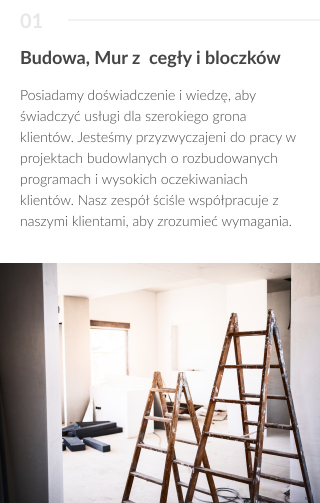 01
Budowa, Mur z  cegły i bloczków
Posiadamy doświadczenie i wiedzę, aby
świadczyć usługi dla szerokiego grona
klientów. Jesteśmy przyzwyczajeni do pracy w
projektach budowlanych o rozbudowanych
programach i wysokich oczekiwaniach
klientów. Nasz zespół ściśle współpracuje z
naszymi klientami, aby zrozumieć wymagania.